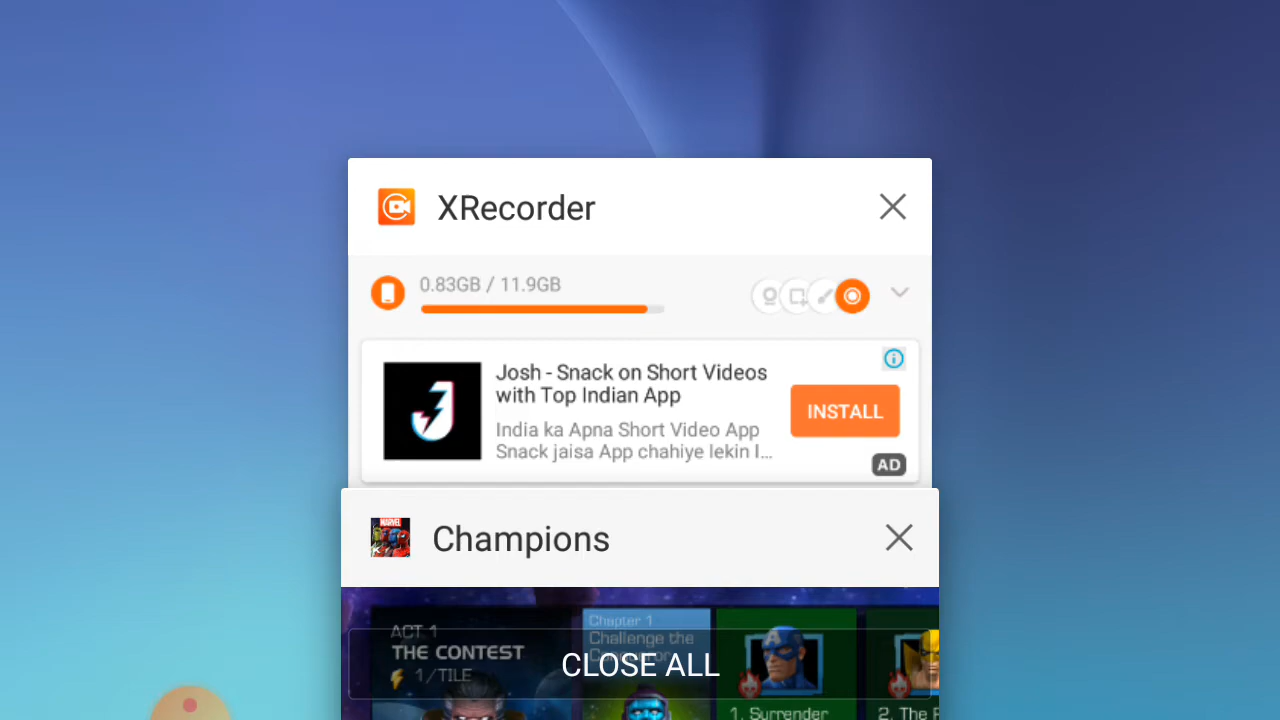 XRecorder
0.83GB / 11.9GB
Josh - Snack on Short Videos
with Top Indian App
INSTALL
India ka Apna Short Video App
Snack jaisa App chahiye lekin I...
AD
MARVEL
Champions
ACT 1
THE CONTEST
1/TILE
Chapter 1
Challenge the
Conqueror
CLOSE ALL
1. Surrender
2. The